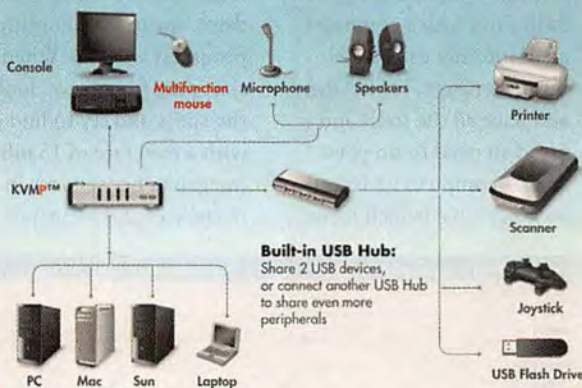 Console
Multifunction
mouse
Microphone
Speakers
Printer
KVMP™
Scanner
Built-in USB Hub:
Share 2 USB devices,
or connect another USB Hub
to share even more
peripherals
Joystick
PC
Mac
Sun
Laptop
USB Flash Drive